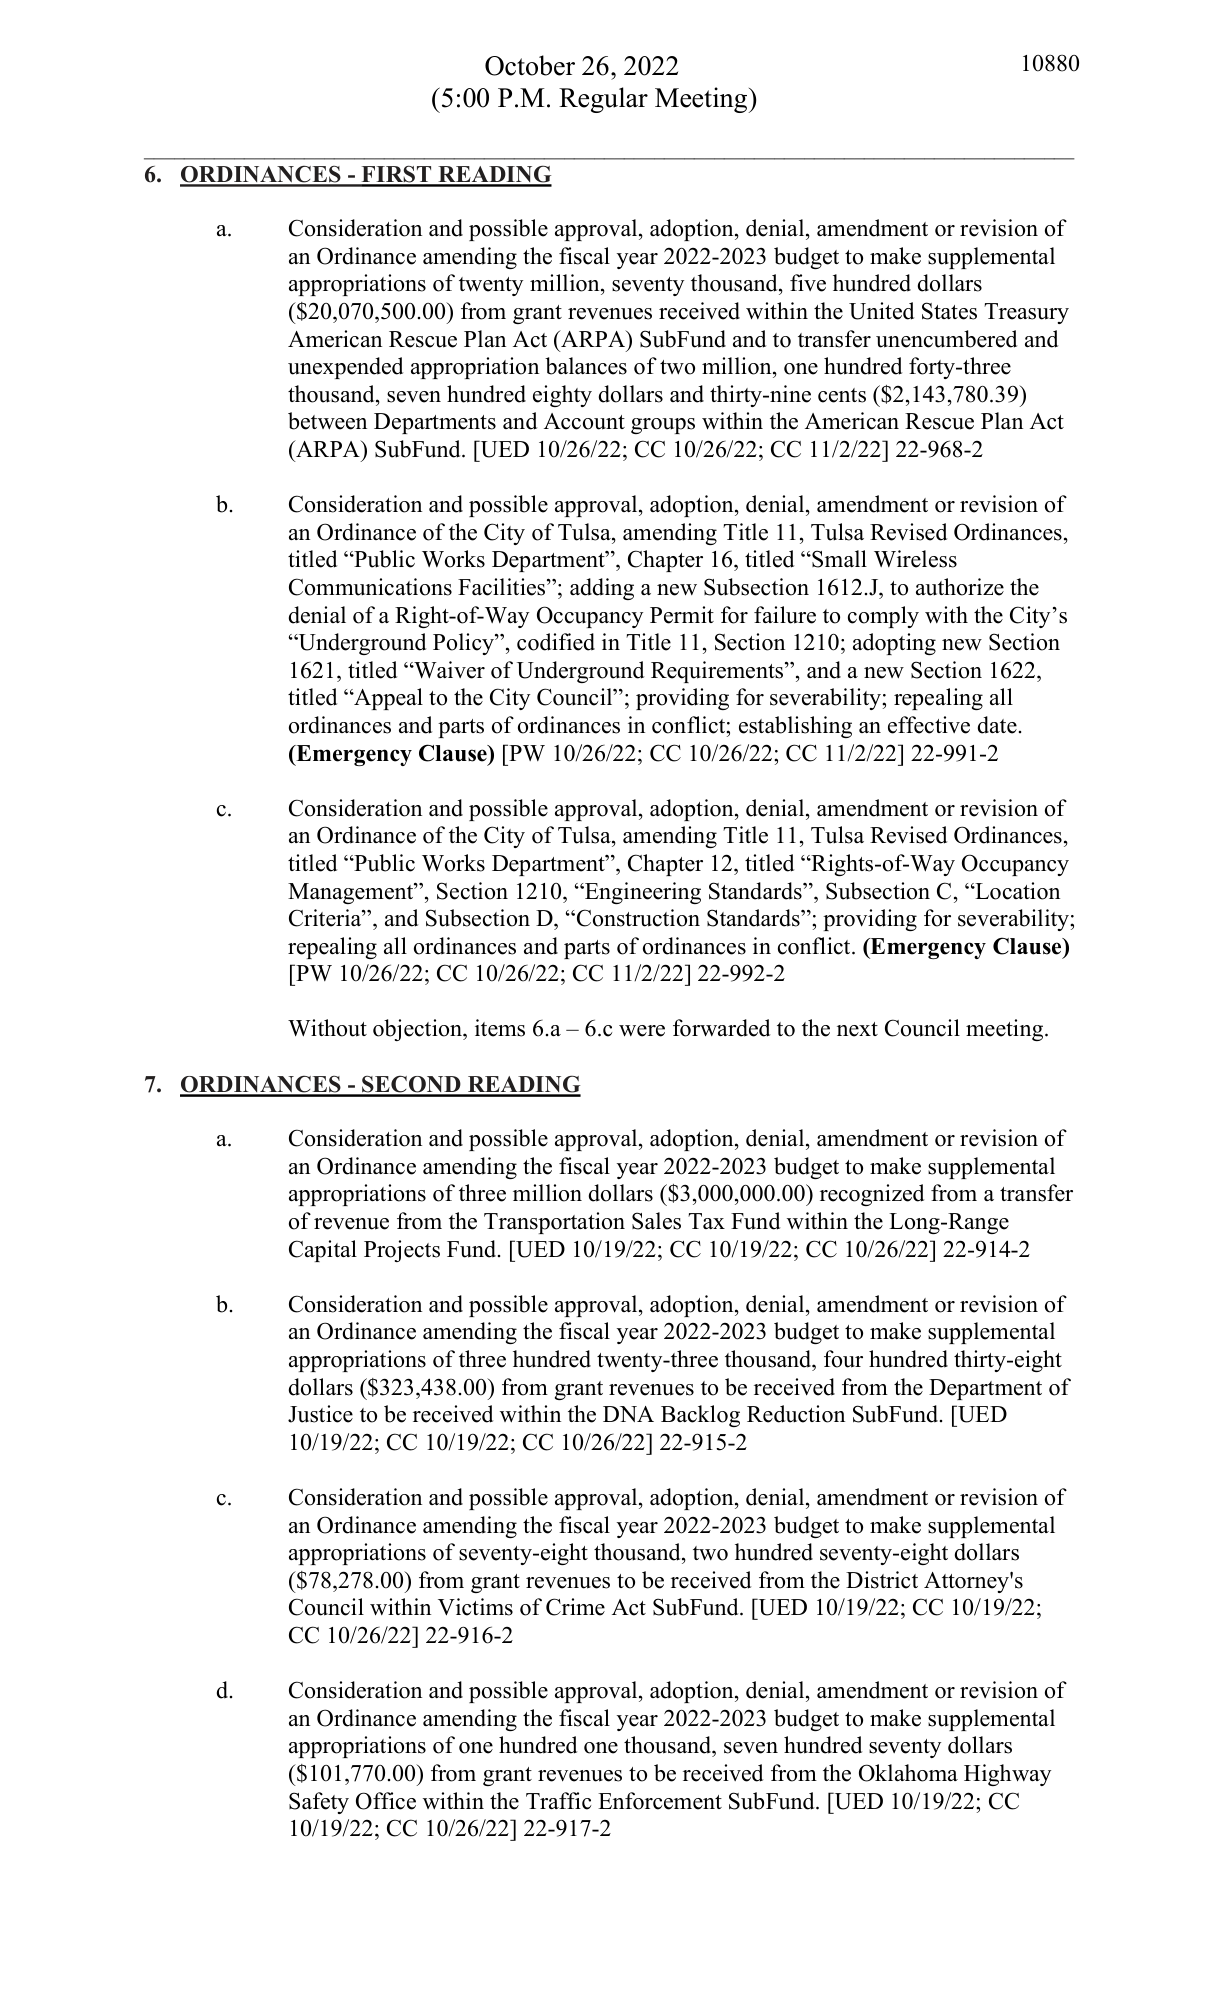 October 26, 2022
10880
(5:00 P.M. Regular Meeting)
6. ORDINANCES - FIRST READING
a. Consideration and possible approval, adoption, denial, amendment or revision of
an Ordinance amending the fiscal year 2022-2023 budget to make supplemental
appropriations of twenty million, seventy thousand, five hundred dollars
($20,070,500.00) from grant revenues received within the United States Treasury
American Rescue Plan Act (ARPA) SubFund and to transfer unencumbered and
unexpended appropriation balances of two million, one hundred forty-three
thousand, seven hundred eighty dollars and thirty-nine cents ($2,143,780.39)
between Departments and Account groups within the American Rescue Plan Act
(ARPA) SubFund. [UED 10/26/22; CC 10/26/22; CC 11/2/22] 22-968-2
b. Consideration and possible approval, adoption, denial, amendment or revision of
an Ordinance of the City of Tulsa, amending Title 11, Tulsa Revised Ordinances,
titled “Public Works Department”, Chapter 16, titled “Small Wireless
Communications Facilities”; adding a new Subsection 1612.J, to authorize the
denial of a Right-of-Way Occupancy Permit for failure to comply with the City’s
“Underground Policy”, codified in Title 11, Section 1210; adopting new Section
1621, titled “Waiver of Underground Requirements”, and a new Section 1622,
titled “Appeal to the City Council”; providing for severability; repealing all
ordinances and parts of ordinances in conflict; establishing an effective date.
(Emergency Clause) [PW 10/26/22; CC 10/26/22; CC 11/2/22] 22-991-2
c. Consideration and possible approval, adoption, denial, amendment or revision of
an Ordinance of the City of Tulsa, amending Title 11, Tulsa Revised Ordinances,
titled “Public Works Department”, Chapter 12, titled “Rights-of-Way Occupancy
Management”, Section 1210, “Engineering Standards”, Subsection C, “Location
Criteria”, and Subsection D, “Construction Standards”; providing for severability;
repealing all ordinances and parts of ordinances in conflict. (Emergency Clause)
[PW 10/26/22; CC 10/26/22; CC 11/2/22] 22-992-2
Without objection, items 6.a – 6.c were forwarded to the next Council meeting.
7. ORDINANCES - SECOND READING
a. Consideration and possible approval, adoption, denial, amendment or revision of
an Ordinance amending the fiscal year 2022-2023 budget to make supplemental
appropriations of three million dollars ($3,000,000.00) recognized from a transfer
of revenue from the Transportation Sales Tax Fund within the Long-Range
Capital Projects Fund. [UED 10/19/22; CC 10/19/22; CC 10/26/22] 22-914-2
b. Consideration and possible approval, adoption, denial, amendment or revision of
an Ordinance amending the fiscal year 2022-2023 budget to make supplemental
appropriations of three hundred twenty-three thousand, four hundred thirty-eight
dollars ($323,438.00) from grant revenues to be received from the Department of
Justice to be received within the DNA Backlog Reduction SubFund. [UED
10/19/22; CC 10/19/22; CC 10/26/22] 22-915-2
c. Consideration and possible approval, adoption, denial, amendment or revision of
an Ordinance amending the fiscal year 2022-2023 budget to make supplemental
appropriations of seventy-eight thousand, two hundred seventy-eight dollars
($78,278.00) from grant revenues to be received from the District Attorney's
Council within Victims of Crime Act SubFund. [UED 10/19/22; CC 10/19/22;
CC 10/26/22] 22-916-2
d. Consideration and possible approval, adoption, denial, amendment or revision of
an Ordinance amending the fiscal year 2022-2023 budget to make supplemental
appropriations of one hundred one thousand, seven hundred seventy dollars
($101,770.00) from grant revenues to be received from the Oklahoma Highway
Safety Office within the Traffic Enforcement SubFund. [UED 10/19/22; CC
10/19/22; CC 10/26/22] 22-917-2